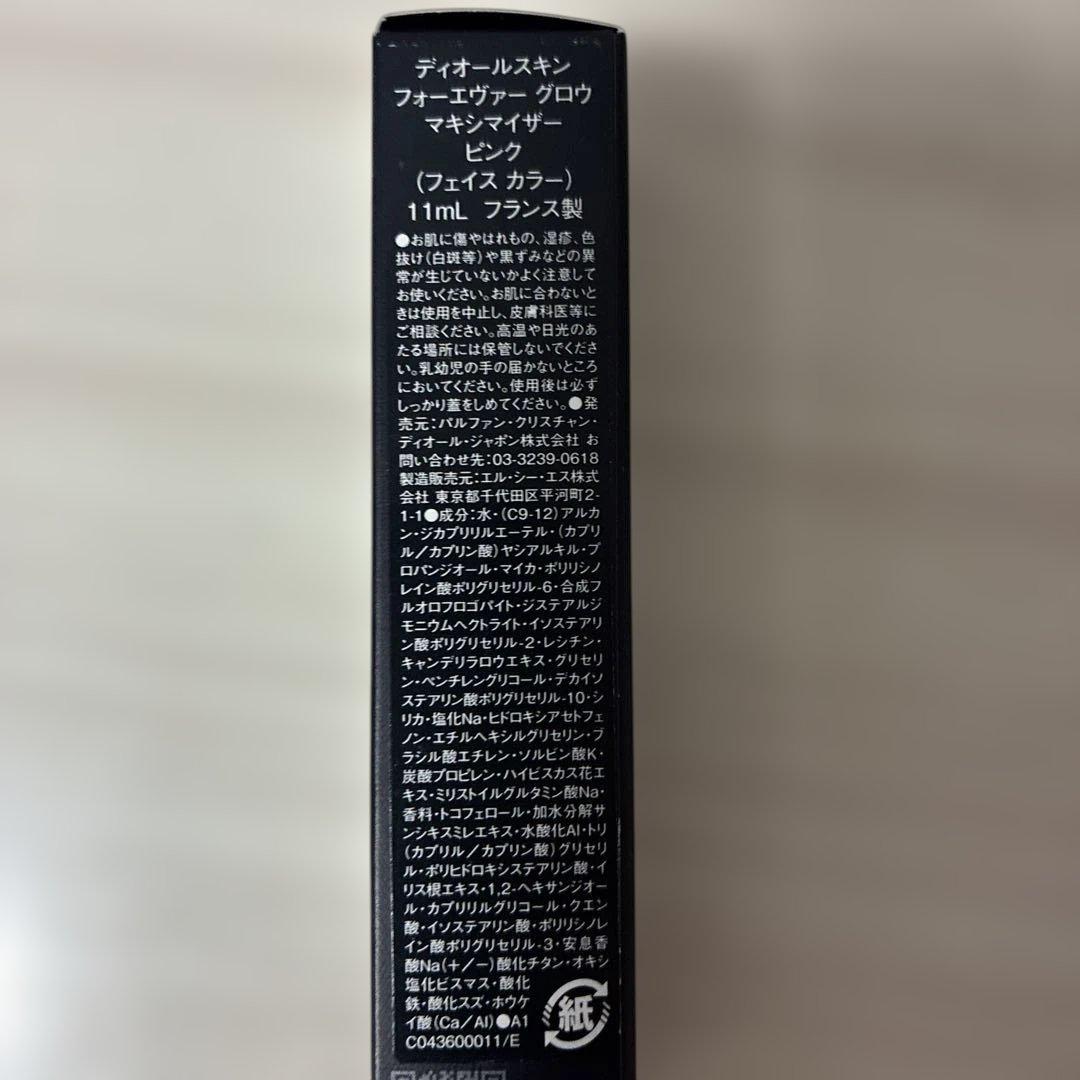 ディオールスキン
フォーエヴァー グロウ
マキシマイザー
ピンク
(フェイス カラー)
11mL フランス製
●お肌に傷やはれもの、湿疹、色
抜け(白斑等)や黒ずみなどの異
常が生じていないかよく注意して
お使いください。お肌に合わないと
きは使用を中止し、皮膚科医等に
ご相談ください。高温や日光のあ
たる場所には保管しないでくださ
い。乳幼児の手の届かないところ
においてください。使用後は必ず
しっかり蓋をしめてください。●発
売元:パルファン・クリスチャン・
ディオール・ジャポン株式会社 お
問い合わせ先:03-3239-0618
製造販売元:エル・シー・エス株式
会社 東京都千代田区平河町2-
1-1●成分:水・(C9-12)アルカ
ン・ジカプリリルエーテル・(カプリ
ル/カプリン酸)ヤシアルキル・プ
ロパンジオール・マイカ・ポリリシノ
レイン酸ポリグリセリル-6・合成フ
ルオロフロゴパイト・ジステアルジ
モニウムヘクトライト・イソステアリ
ン酸ポリグリセリル-2・レシチン・
キャンデリラロウエキス・グリセリ
ン・ペンチレングリコール・デカイソ
ステアリン酸ポリグリセリル-10・シ
リカ・塩化Na・ヒドロキシアセトフェ
ノン・エチルヘキシルグリセリン・ブ
ラシル酸エチレン・ソルビン酸K・
炭酸プロピレン・ハイビスカス花エ
キス・ミリストイルグルタミン酸Na・
香料・トコフェロール・加水分解サ
ンシキスミレエキス・水酸化Al・トリ
(カプリル/カプリン酸)グリセリ
ル・ポリヒドロキシステアリン酸・イ
リス根エキス・1,2-ヘキサンジオー
ル・カプリリルグリコール・クエン
酸・イソステアリン酸・ポリリシノレ
イン酸ポリグリセリル-3・安息香
酸Na(+/-)酸化チタン・オキシ
塩化ビスマス・酸化
鉄・酸化スズ・ホウケ
イ酸(Ca/Al)●A1
C043600011/E
紙